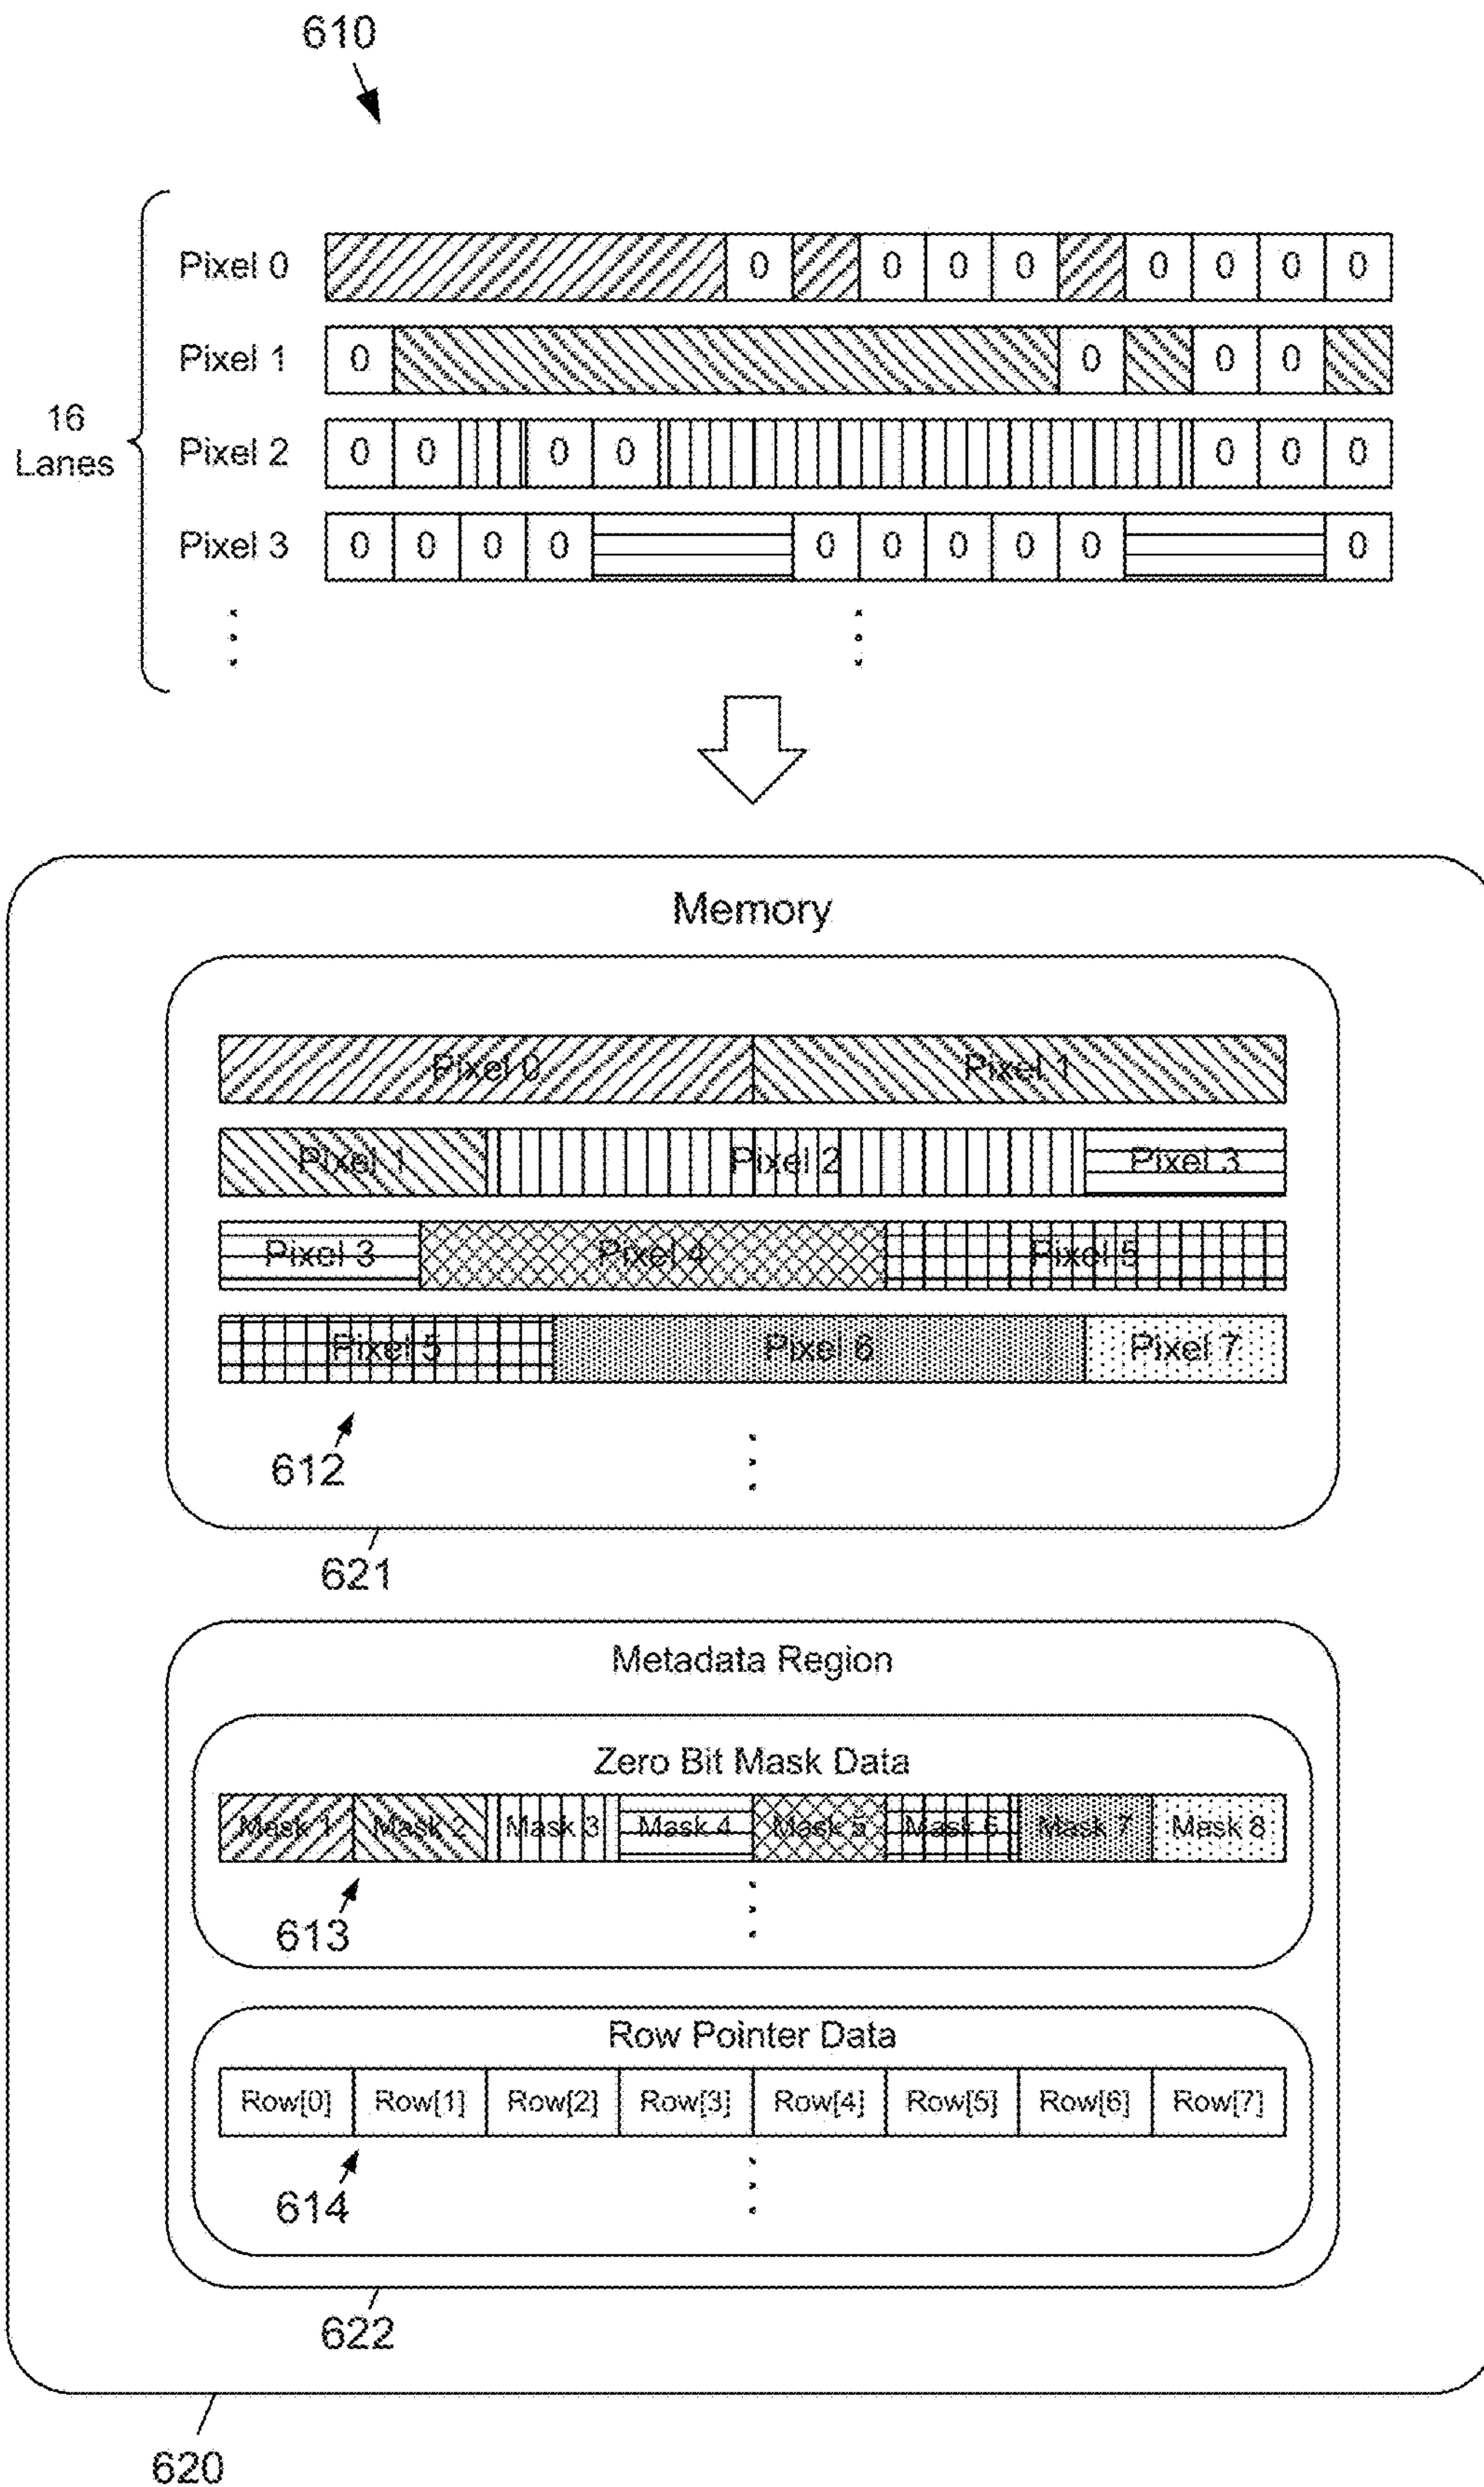 610
Pixel 0 0 0 0 0 0 0 0 0
Pixel 1 0 0 0 0
16
Lanes
Pixel 2 0 0 0 0 0 0 0
Pixel 3 0 0 0 0 0 0 0 0 0 0
Memory
Pixel 0 Pixel 1
Pixel 1 Pixel 2 Pixel 3
Pixel 3 Pixel 4 Pixel 5
Pixel 5 Pixel 6 Pixel 7
612
621
Metadata Region
Zero Bit Mask Data
Mask 1 Mask 2 Mask 3 Mask 4 Mask 5 Mask 6 Mask 7 Mask 8
613
Row Pointer Data
Row[0] Row[1] Row[2] Row[3] Row[4] Row[5] Row[6] Row[7]
614
622
620